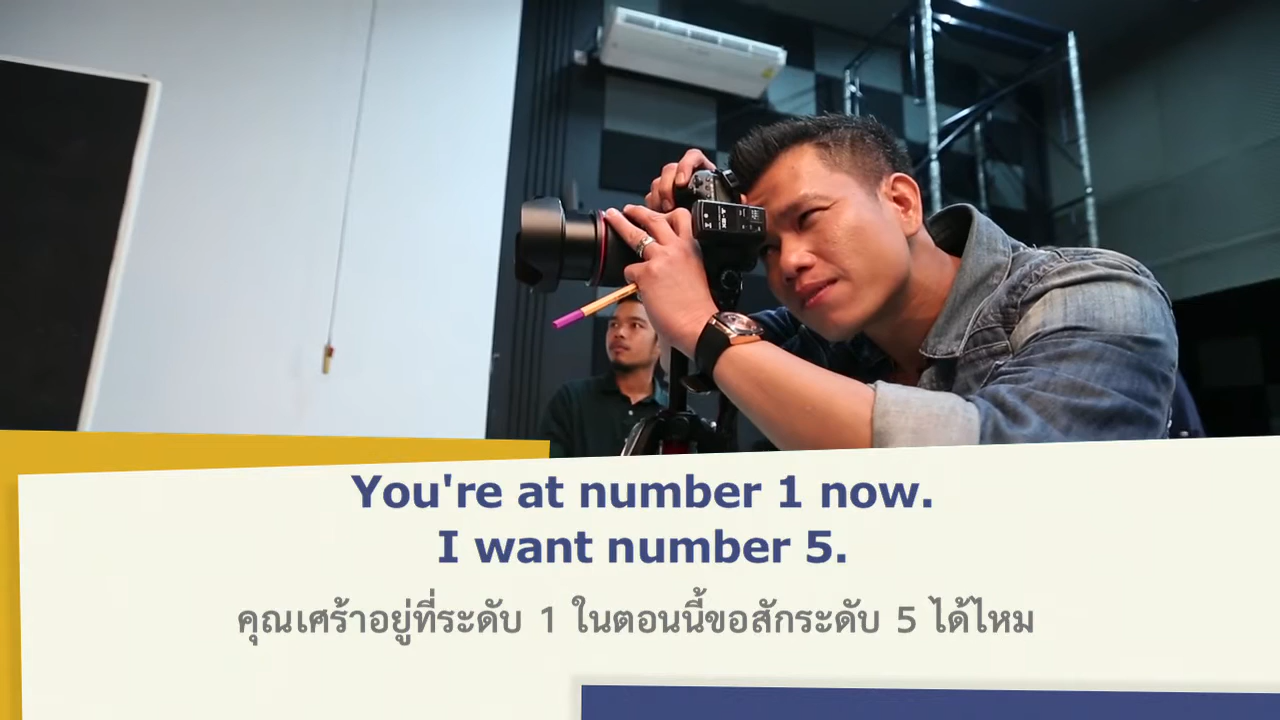 You're at number 1 now.
I want number 5.
คุณเศร้าอยู่ที่ระดับ 1 ในตอนนี้ขอสักระดับ 5 ได้ไหม